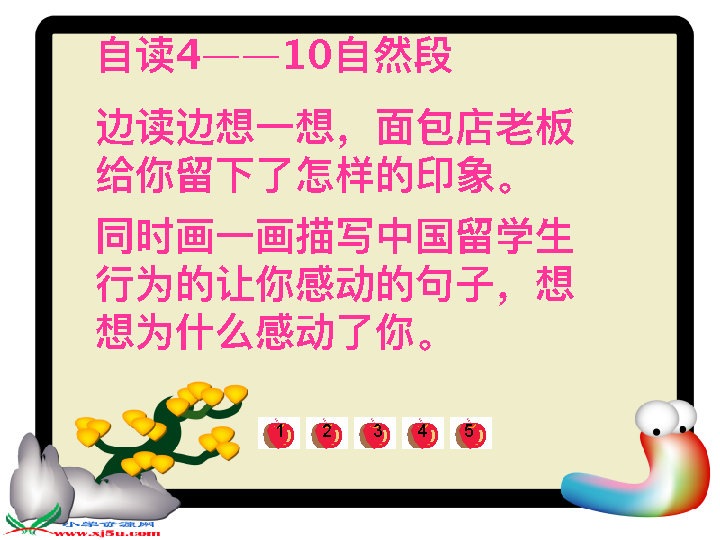 自读4——10自然段
边读边想一想，面包店老板
给你留下了怎样的印象。
同时画一画描写中国留学生
行为的让你感动的句子，想
想为什么感动了你。
1 2 3 4 5
小学资源网
www.xj5u.com